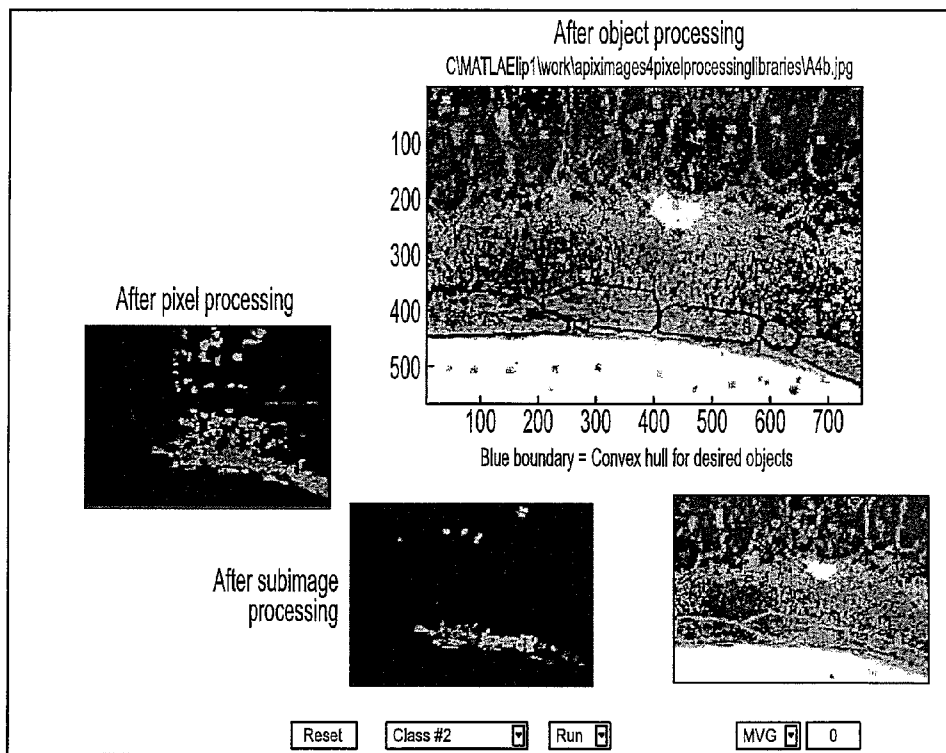 After object processing
C\MATLAElip1\work\apiximages4pixelprocessinglibraries\A4b.jpg
100
200
300
400
500
100 200 300 400 500 600 700
Blue boundary = Convex hull for desired objects
After pixel processing
After subimage
processing
Reset Class #2 Run MVG 0